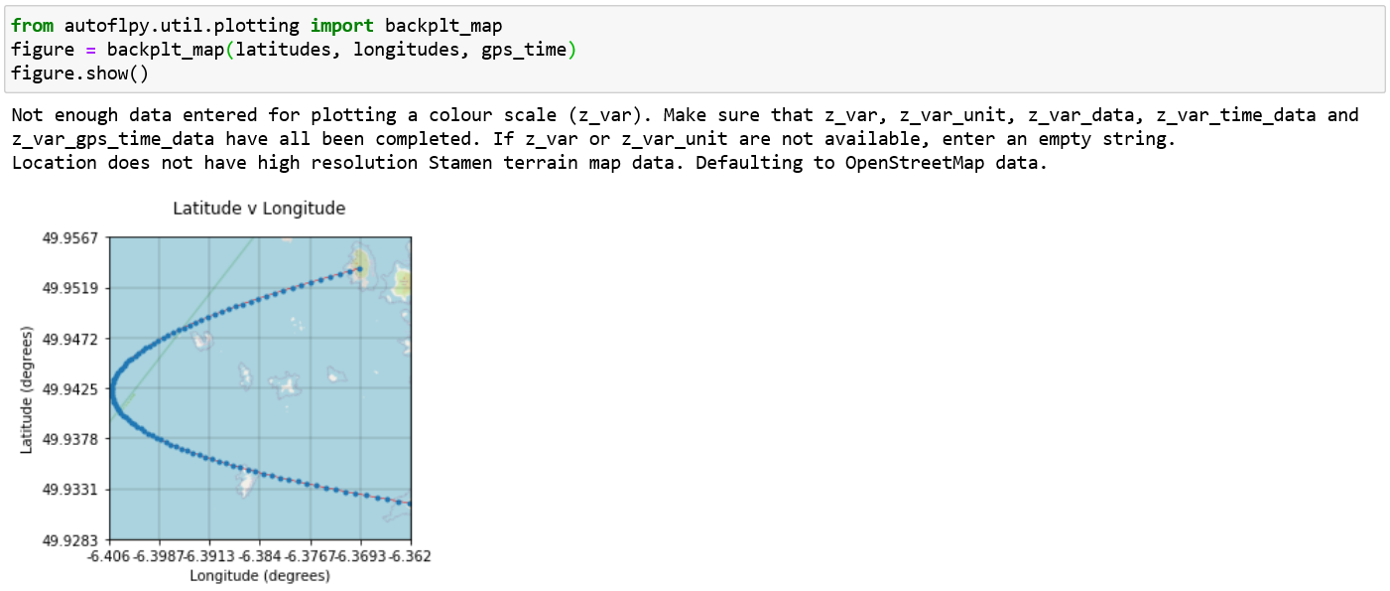 from autoflpy.util.plotting import backplt_map
figure = backplt_map(latitudes, longitudes, gps_time)
figure.show()
Not enough data entered for plotting a colour scale (z_var). Make sure that z_var, z_var_unit, z_var_data, z_var_time_data and
z_var_gps_time_data have all been completed. If z_var or z_var_unit are not available, enter an empty string.
Location does not have high resolution Stamen terrain map data. Defaulting to OpenStreetMap data.
Latitude v Longitude
49.9567
49.9519
49.9472
49.9425
49.9378
49.9331
49.9283
Latitude (degrees)
-6.406 -6.3987 -6.3913 -6.384 -6.3767 -6.3693 -6.362
Longitude (degrees)